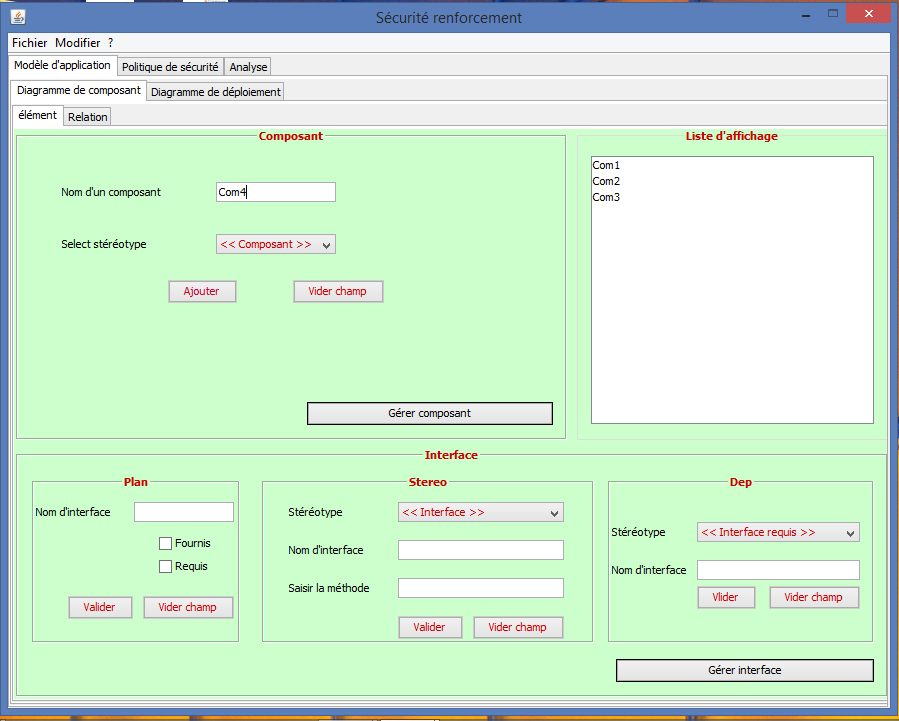 Sécurité renforcement
Fichier Modifier ?
Modèle d'application Politique de sécurité Analyse
Diagramme de composant Diagramme de déploiement
élément Relation
Composant
Nom d'un composant Com4
Select stéréotype << Composant >>
Ajouter Vider champ
Gérer composant
Liste d'affichage
Com1
Com2
Com3
Interface
Plan
Nom d'interface
Fournis
Requis
Valider Vider champ
Stereo
Stéréotype << Interface >>
Nom d'interface
Saisir la méthode
Valider Vider champ
Dep
Stéréotype << Interface requis >>
Nom d'interface
Vlider Vider champ
Gérer interface